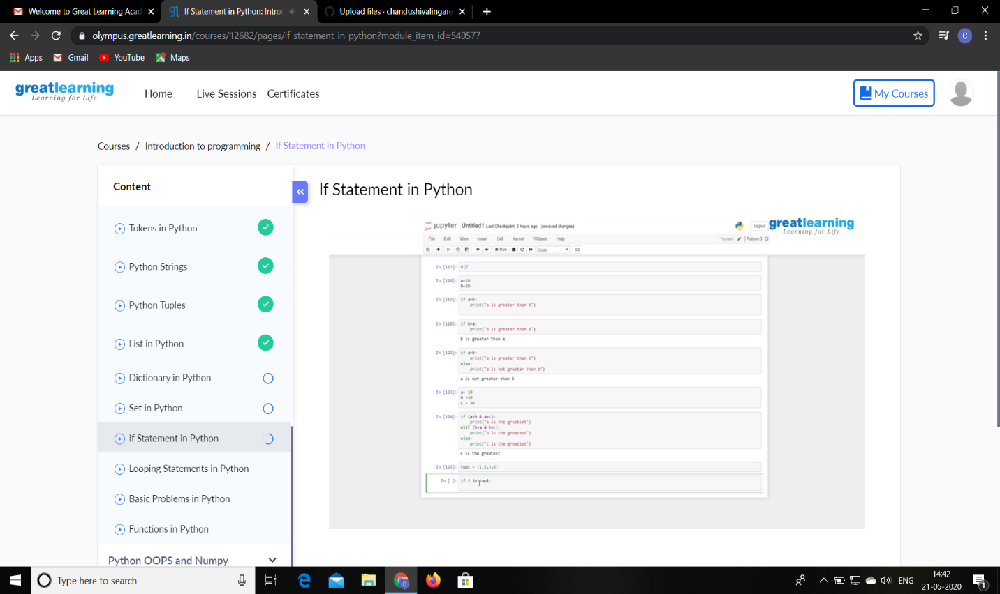 Welcome to Great Learning Acad
If Statement in Python: Introd
Upload files · chandushivalingare
olympus.greatlearning.in/courses/12682/pages/if-statement-in-python?module_item_id=540577
C
Apps
Gmail
YouTube
Maps
greatlearning
Learning for Life
Home
Live Sessions
Certificates
My Courses
Courses / Introduction to programming / If Statement in Python
Content
Tokens in Python
Python Strings
Python Tuples
List in Python
Dictionary in Python
Set in Python
If Statement in Python
Looping Statements in Python
Basic Problems in Python
Functions in Python
Python OOPS and Numpy
If Statement in Python
jupyter Untitled1 Last Checkpoint: 2 hours ago (unsaved changes)
Logout
greatlearning
Learning for Life
File Edit View Insert Cell Kernel Widgets Help
Trusted
Python 3
Run
Code
In [117]: #if
In [118]: a=10
b=20
In [119]: if a>b:
print("a is greater than b")
In [120]: if b>a:
print("b is greater than a")
b is greater than a
In [122]: if a>b:
print("a is greater than b")
else:
print("a is not greater than b")
a is not greater than b
In [123]: a= 10
b =20
c = 30
In [124]: if (a>b & a>c):
print("a is the greatest")
elif (b>a & b>c):
print("b is the greatest")
else:
print("c is the greatest")
c is the greatest
In [125]: tup1 = (1,2,3,4)
In [ ]: if 2 in tup1:
Type here to search
C
ENG
14:42
21-05-2020
1